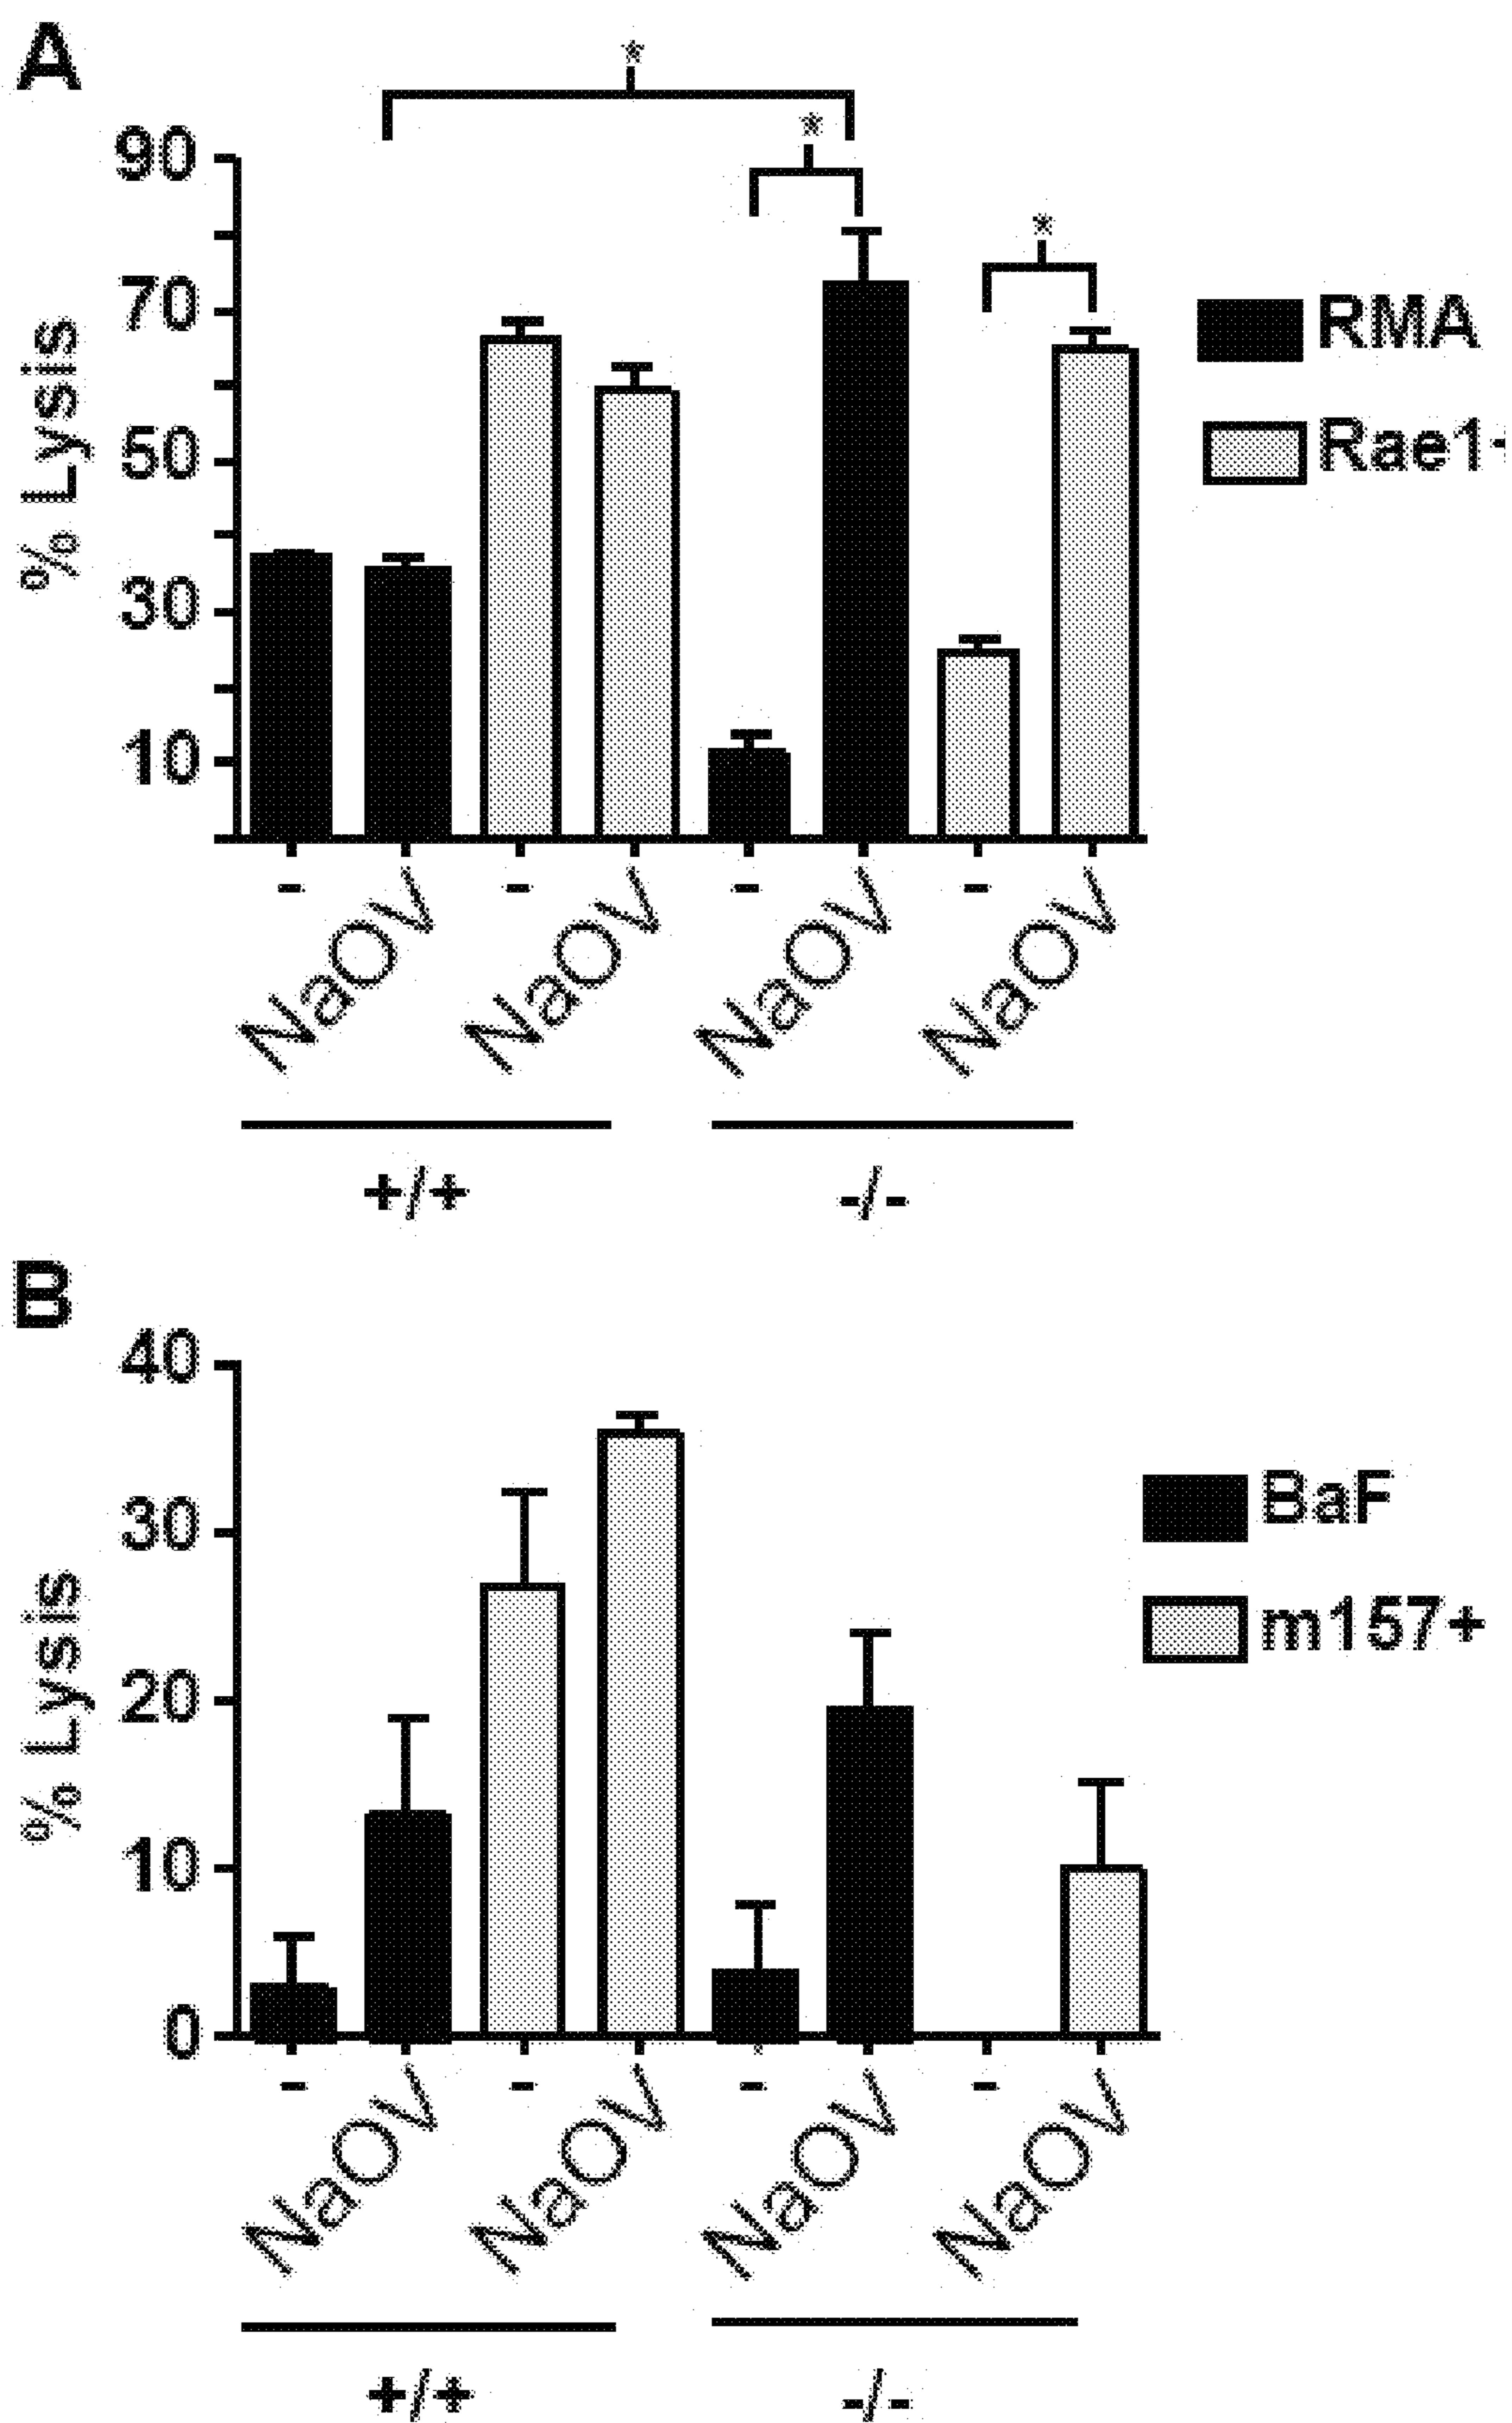 A
*
*
*
90
70
50
30
10
% Lysis
RMA
Rae1+
- NaOV - NaOV - NaOV - NaOV
+/+ -/-
B
40
30
20
10
0
% Lysis
BaF
m157+
- NaOV - NaOV - NaOV - NaOV
+/+ -/-